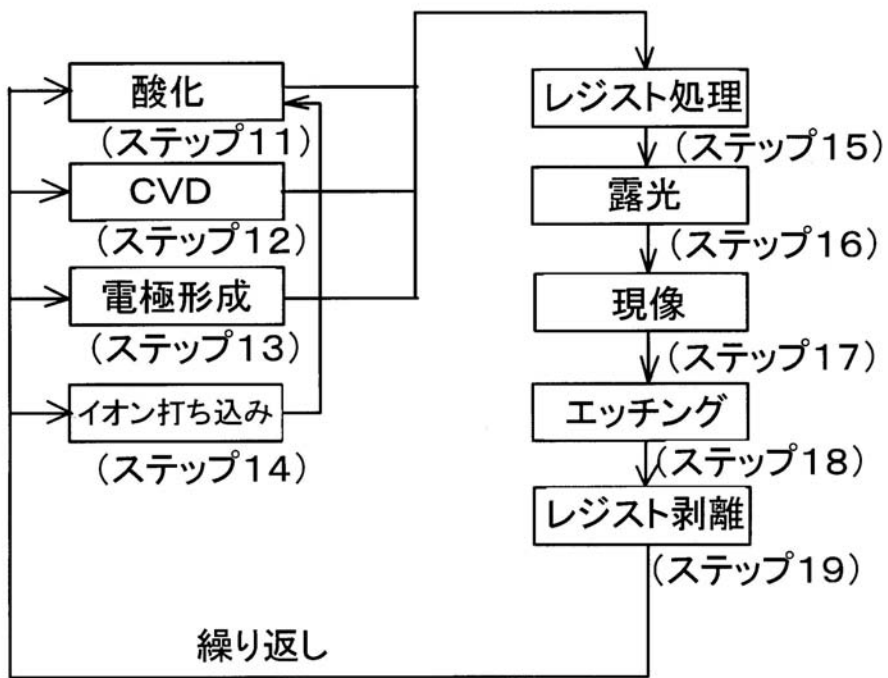 酸化
(ステップ11)
CVD
(ステップ12)
電極形成
(ステップ13)
イオン打ち込み
(ステップ14)
レジスト処理
(ステップ15)
露光
(ステップ16)
現像
(ステップ17)
エッチング
(ステップ18)
レジスト剥離
(ステップ19)
繰り返し